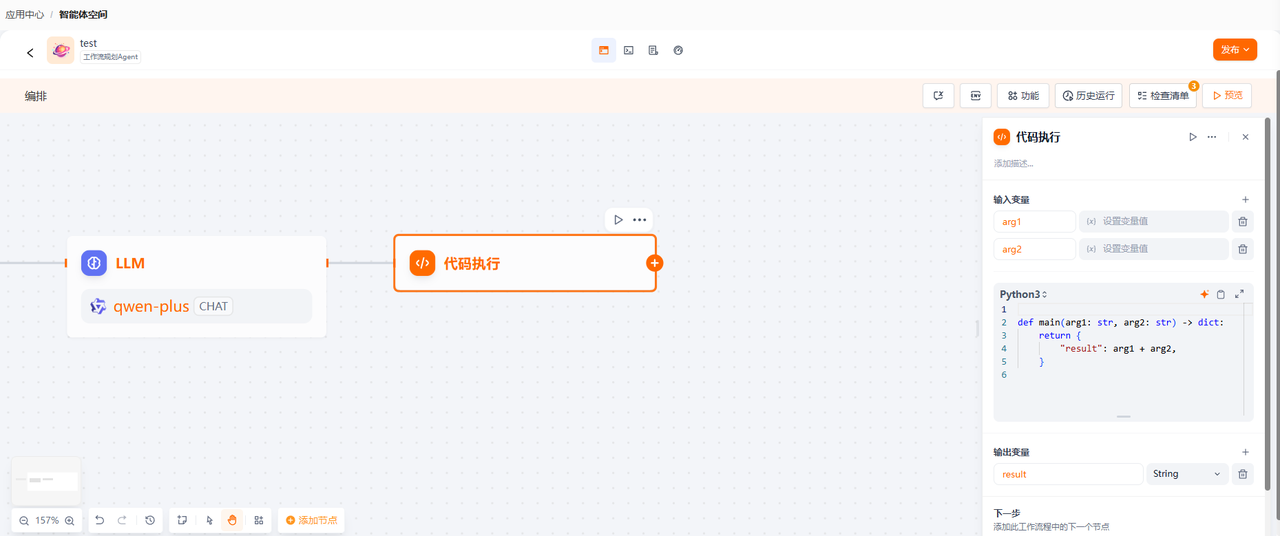 应用中心 / 智能体空间
test
工作流规划Agent
发布
编排
ENV
功能
历史运行
检查清单
3
预览
代码执行
添加描述...
输入变量
arg1
{x} 设置变量值
arg2
{x} 设置变量值
LLM
qwen-plus CHAT
代码执行
Python3
1
2 def main(arg1: str, arg2: str) -> dict:
3 return {
4 "result": arg1 + arg2,
5 }
6
输出变量
result
String
下一步
添加此工作流程中的下一个节点
157%
添加节点